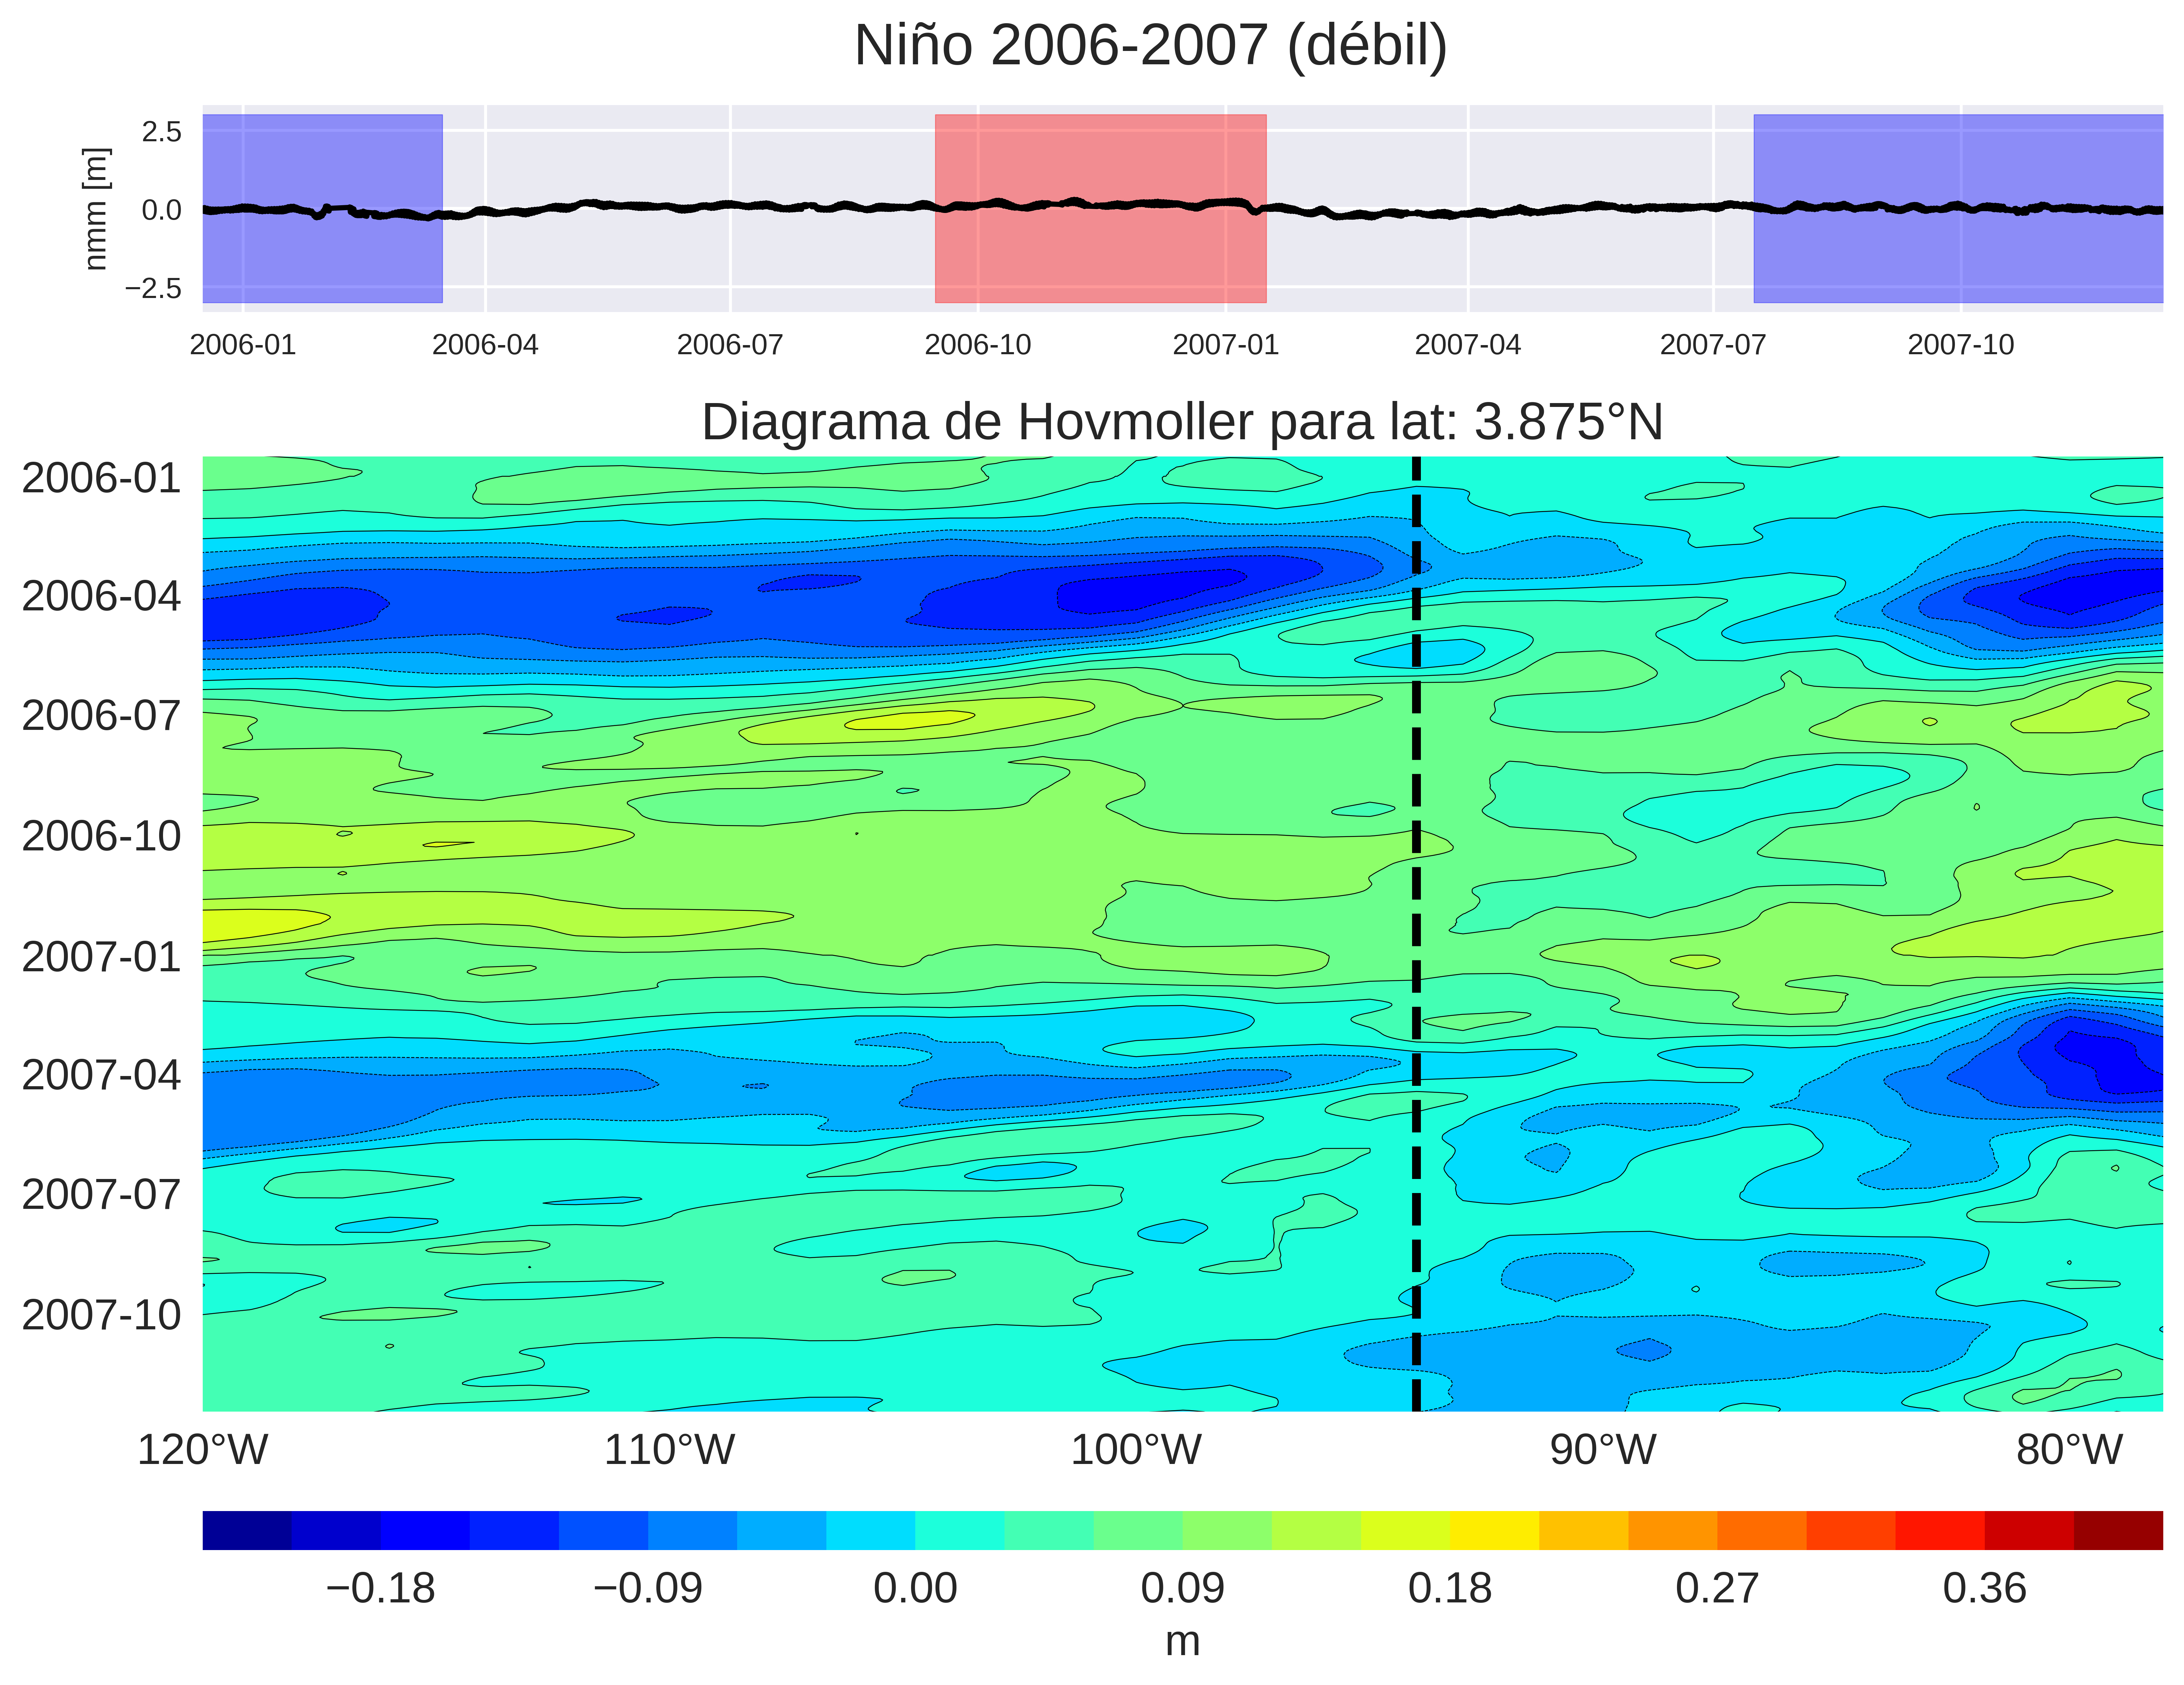 Niño 2006-2007 (débil)
nmm [m]
2.5
0.0
−2.5
2006-01 2006-04 2006-07 2006-10 2007-01 2007-04 2007-07 2007-10
Diagrama de Hovmoller para lat: 3.875°N
2006-01
2006-04
2006-07
2006-10
2007-01
2007-04
2007-07
2007-10
120°W 110°W 100°W 90°W 80°W
−0.18 −0.09 0.00 0.09 0.18 0.27 0.36
m